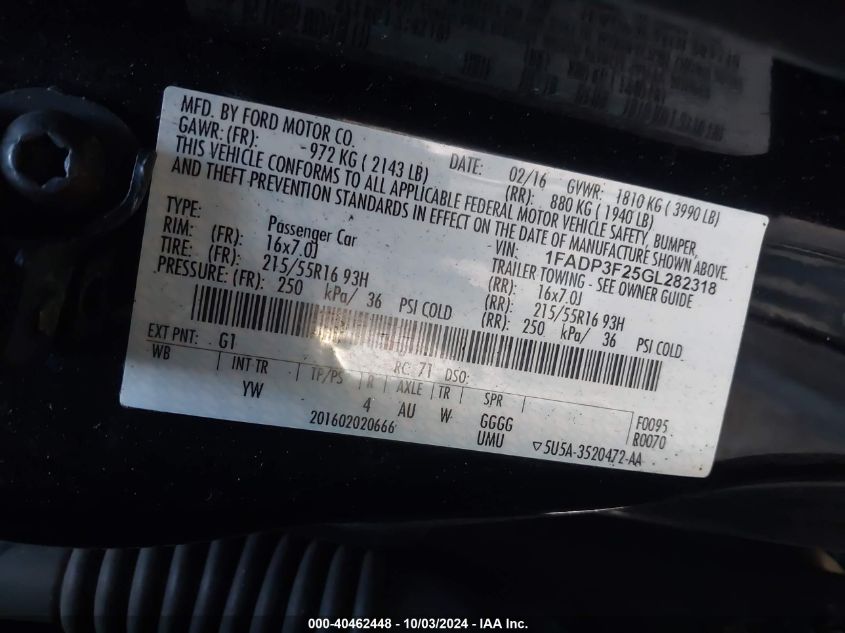 MFD. BY FORD MOTOR CO.
DATE: 02/16 GVWR: 1810 KG ( 3990 LB)
GAWR:(FR): 972 KG ( 2143 LB) (RR): 880 KG ( 1940 LB)
THIS VEHICLE CONFORMS TO ALL APPLICABLE FEDERAL MOTOR VEHICLE SAFETY, BUMPER,
AND THEFT PREVENTION STANDARDS IN EFFECT ON THE DATE OF MANUFACTURE SHOWN ABOVE.
VIN: 1FADP3F25GL282318
TYPE: Passenger Car TRAILER TOWING - SEE OWNER GUIDE
RIM: (FR): 16x7.0J (RR): 16x7.0J
TIRE: (FR): 215/55R16 93H (RR): 215/55R16 93H
PRESSURE: (FR): 250 kPa/ 36 PSI COLD (RR): 250 kPa/ 36 PSI COLD
EXT PNT: G1 RC: 71 DSO:
WB INT TR TP/PS R AXLE TR SPR
YW 4 AU W GGGG F0095
201602020666 UMU R0070
▽5U5A-3520472-AA
000-40462448 - 10/03/2024 - IAA Inc.